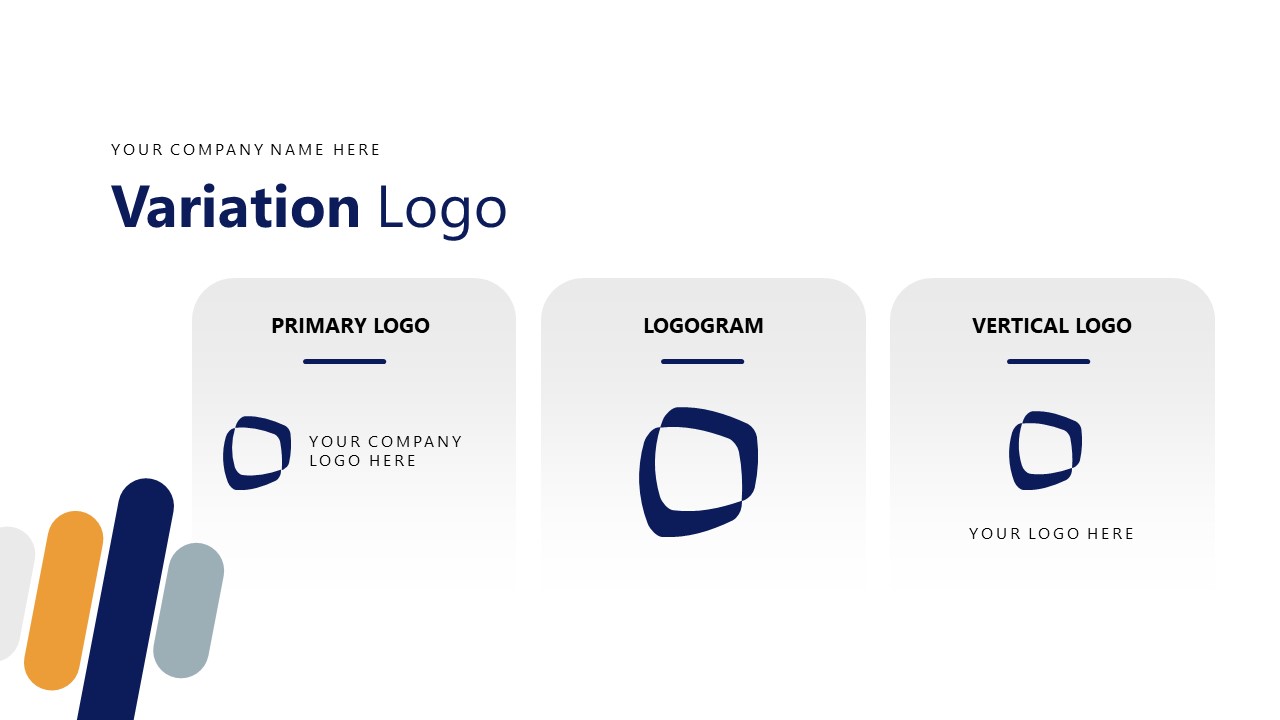 YOUR COMPANY NAME HERE
Variation Logo
PRIMARY LOGO
YOUR COMPANY
LOGO HERE
LOGOGRAM
VERTICAL LOGO
YOUR LOGO HERE